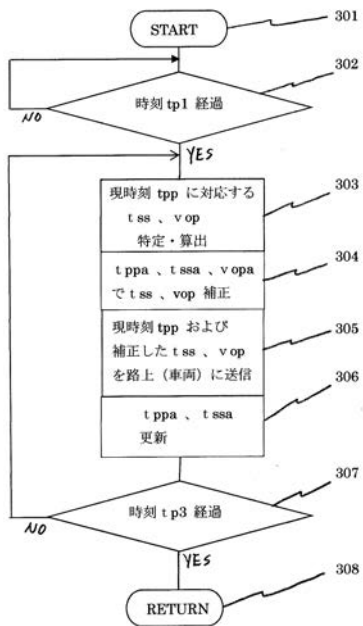 START
301
302
時刻 tp1 経過
NO
YES
現時刻 tpp に対応する
tss 、vop
特定・算出
303
304
tppa、tssa、vopa
で tss 、vop 補正
305
現時刻 tpp および
補正した tss 、vop
を路上（車両）に送信
306
tppa 、tssa
更新
307
時刻 tp3 経過
NO
YES
308
RETURN